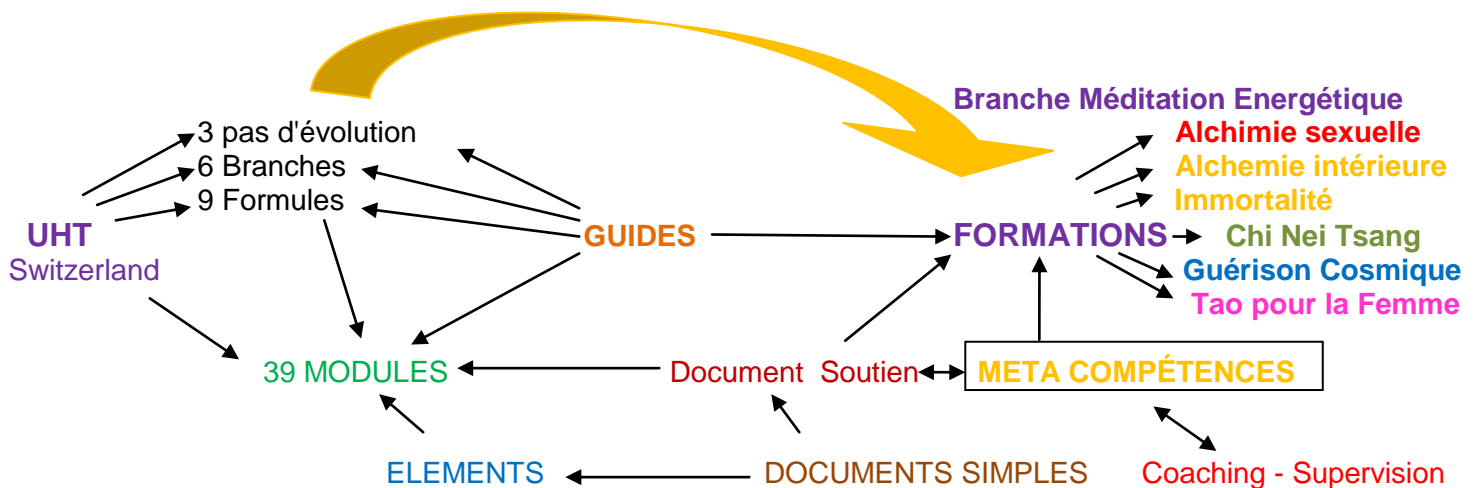 Branche Méditation Energétique
3 pas d'évolution
Alchimie sexuelle
6 Branches
Alchemie intérieure
9 Formules
Immortalité
UHT
GUIDES
FORMATIONS
Chi Nei Tsang
Switzerland
Guérison Cosmique
Tao pour la Femme
39 MODULES
Document Soutien
META COMPÉTENCES
ELEMENTS
DOCUMENTS SIMPLES
Coaching - Supervision